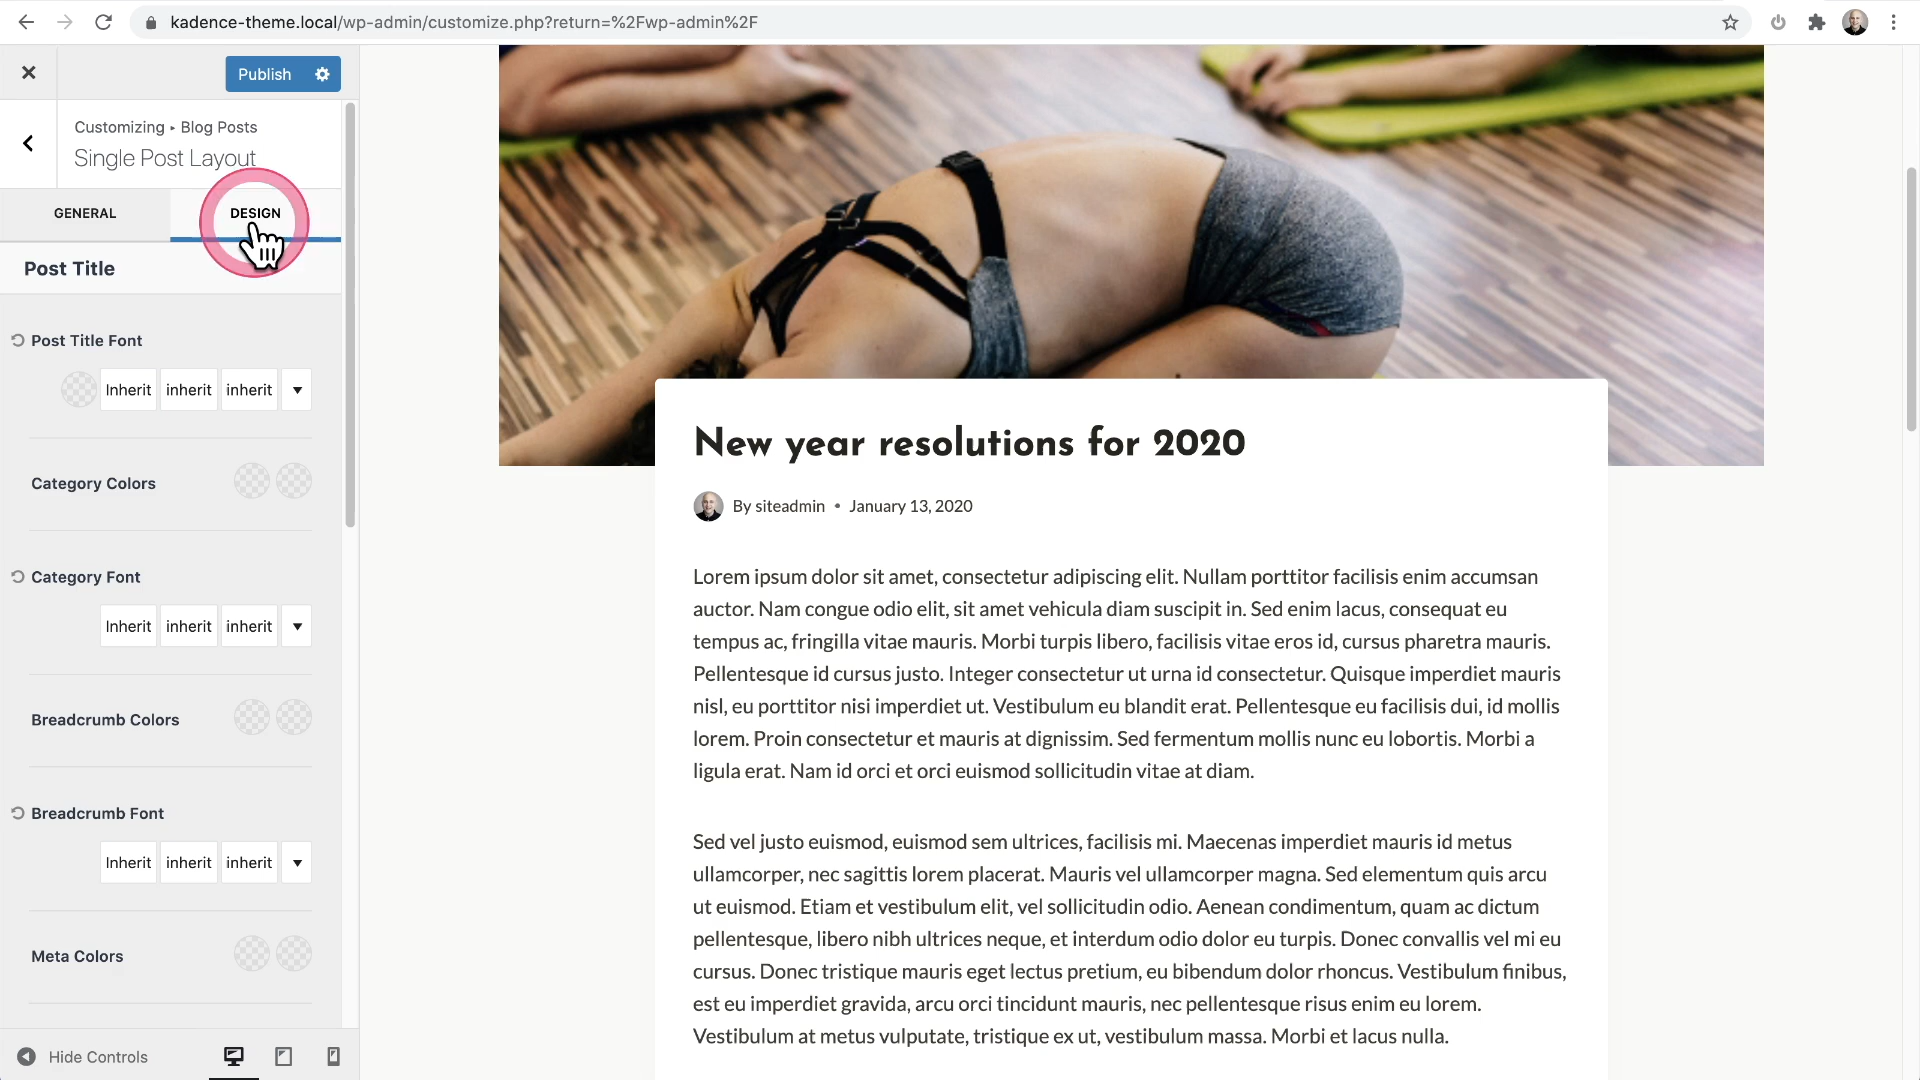 kadence-theme.local/wp-admin/customize.php?return=%2Fwp-admin%2F
Publish
Customizing ▸ Blog Posts
Single Post Layout
GENERAL
DESIGN
Post Title
Post Title Font
Inherit inherit inherit
Category Colors
Category Font
Inherit inherit inherit
Breadcrumb Colors
Breadcrumb Font
Inherit inherit inherit
Meta Colors
Hide Controls
New year resolutions for 2020
By siteadmin • January 13, 2020
Lorem ipsum dolor sit amet, consectetur adipiscing elit. Nullam porttitor facilisis enim accumsan
auctor. Nam congue odio elit, sit amet vehicula diam suscipit in. Sed enim lacus, consequat eu
tempus ac, fringilla vitae mauris. Morbi turpis libero, facilisis vitae eros id, cursus pharetra mauris.
Pellentesque id cursus justo. Integer consectetur ut urna id consectetur. Quisque imperdiet mauris
nisl, eu porttitor nisi imperdiet ut. Vestibulum eu blandit erat. Pellentesque eu facilisis dui, id mollis
lorem. Proin consectetur et mauris at dignissim. Sed fermentum mollis nunc eu lobortis. Morbi a
ligula erat. Nam id orci et orci euismod sollicitudin vitae at diam.
Sed vel justo euismod, euismod sem ultrices, facilisis mi. Maecenas imperdiet mauris id metus
ullamcorper, nec sagittis lorem placerat. Mauris vel ullamcorper magna. Sed elementum quis arcu
ut euismod. Etiam et vestibulum elit, vel sollicitudin odio. Aenean condimentum, quam ac dictum
pellentesque, libero nibh ultrices neque, et interdum odio dolor eu turpis. Donec convallis vel mi eu
cursus. Donec tristique mauris eget lectus pretium, eu bibendum dolor rhoncus. Vestibulum finibus,
est eu imperdiet gravida, arcu orci tincidunt mauris, nec pellentesque risus enim eu lorem.
Vestibulum at metus vulputate, tristique ex ut, vestibulum massa. Morbi et lacus nulla.